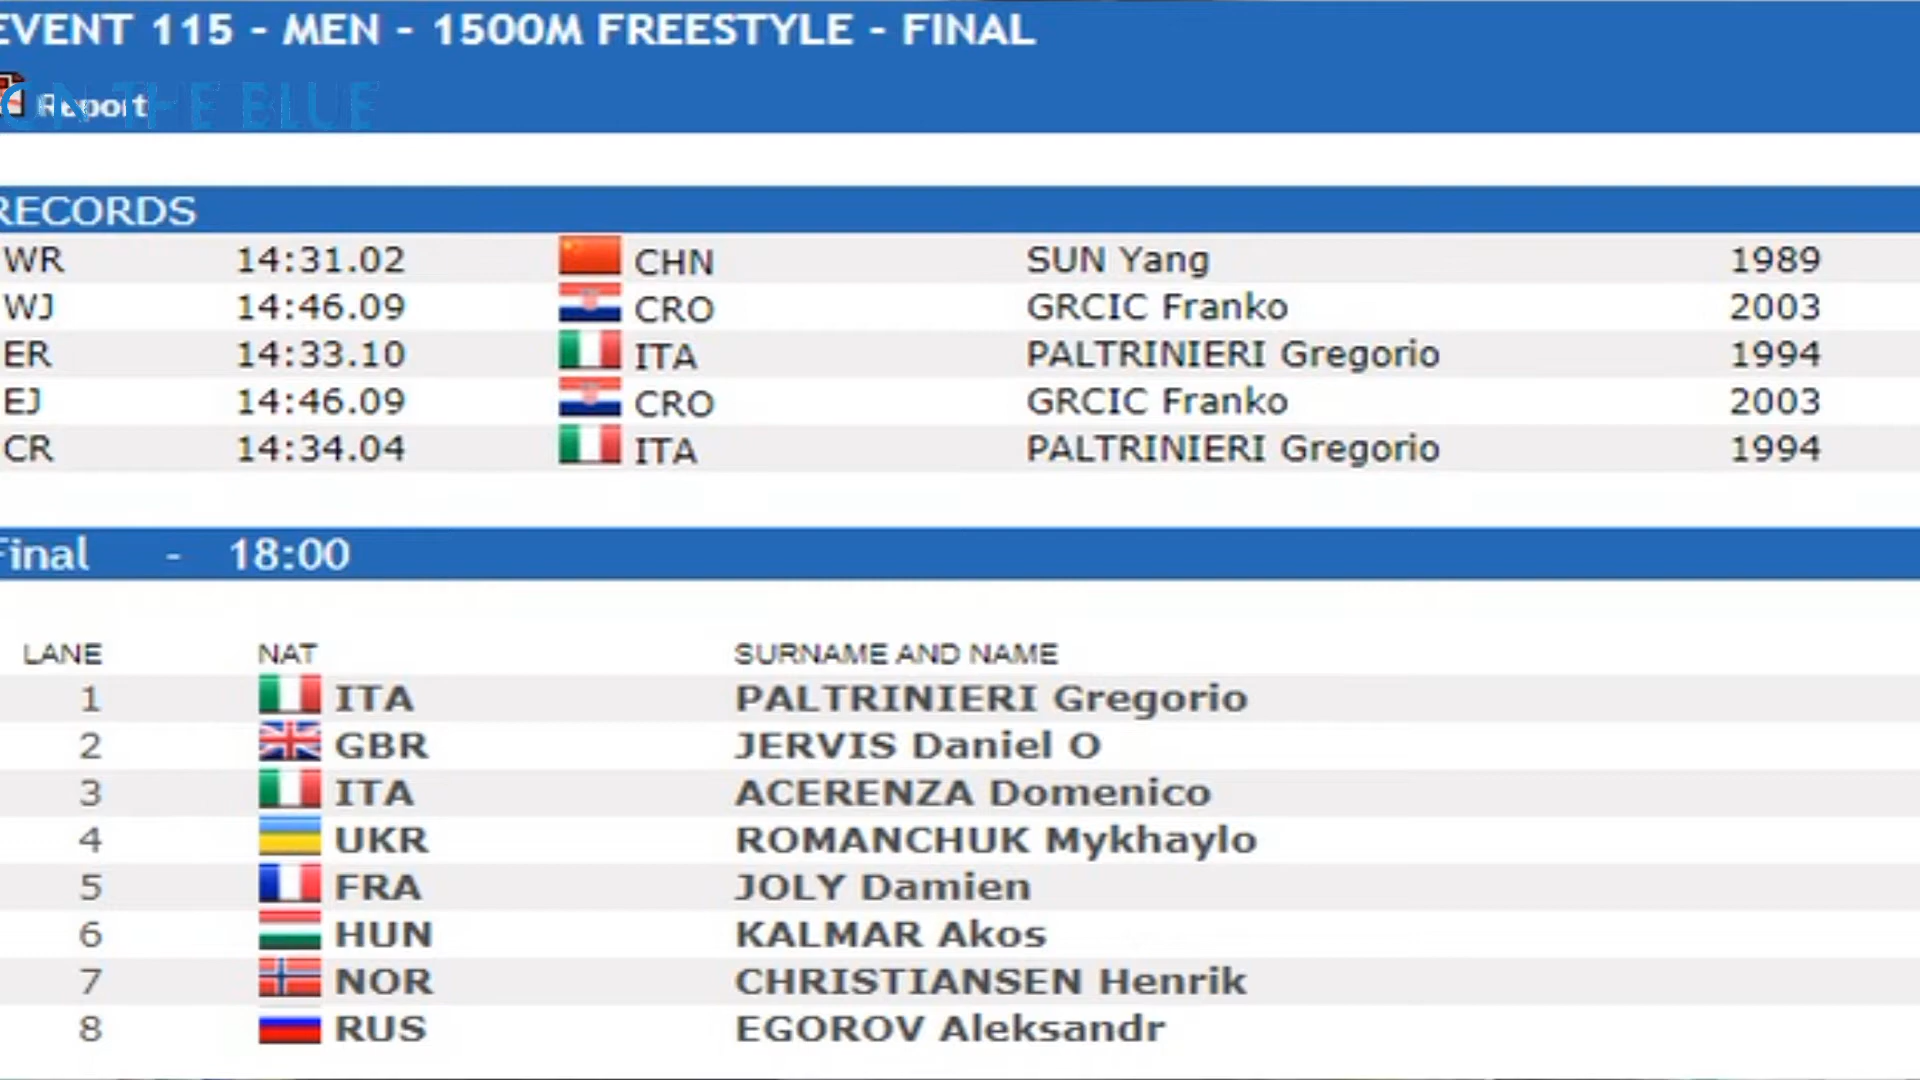 EVENT 115 - MEN - 1500M FREESTYLE - FINAL
ON THE BLUE
Report
RECORDS
WR 14:31.02 CHN SUN Yang 1989
WJ 14:46.09 CRO GRCIC Franko 2003
ER 14:33.10 ITA PALTRINIERI Gregorio 1994
EJ 14:46.09 CRO GRCIC Franko 2003
CR 14:34.04 ITA PALTRINIERI Gregorio 1994
Final - 18:00
LANE NAT SURNAME AND NAME
1 ITA PALTRINIERI Gregorio
2 GBR JERVIS Daniel O
3 ITA ACERENZA Domenico
4 UKR ROMANCHUK Mykhaylo
5 FRA JOLY Damien
6 HUN KALMAR Akos
7 NOR CHRISTIANSEN Henrik
8 RUS EGOROV Aleksandr